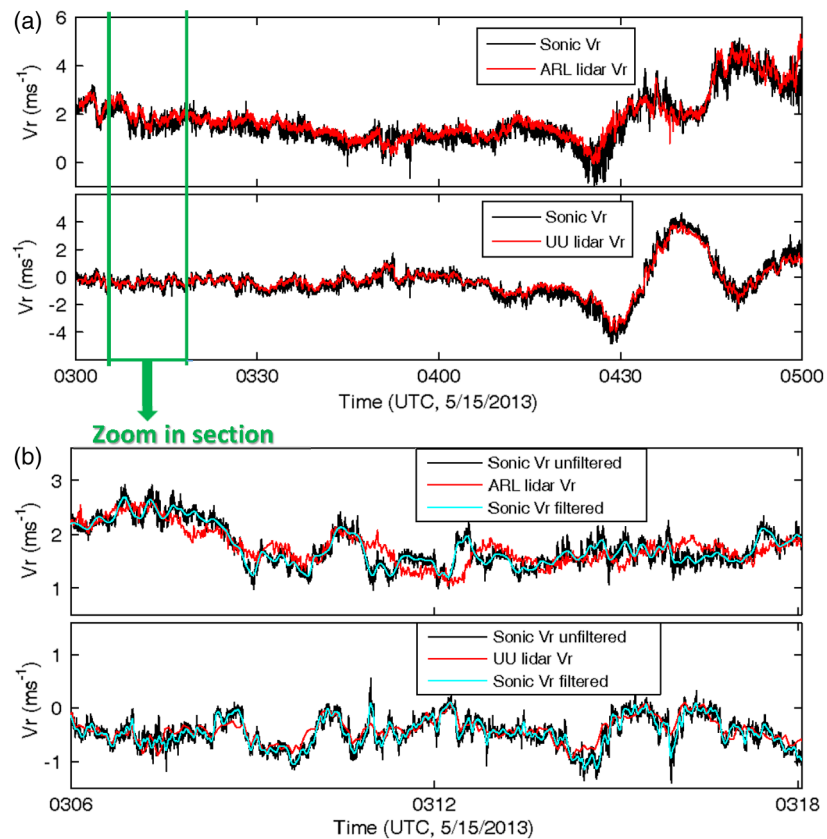 (a)
6
4
2
0
Vr (ms⁻¹)
Sonic Vr
ARL lidar Vr
4
2
0
-2
-4
Vr (ms⁻¹)
Sonic Vr
UU lidar Vr
0300 0330 0400 0430 0500
Time (UTC, 5/15/2013)
Zoom in section
(b)
3
2
1
Vr (ms⁻¹)
Sonic Vr unfiltered
ARL lidar Vr
Sonic Vr filtered
1
0
-1
Vr (ms⁻¹)
Sonic Vr unfiltered
UU lidar Vr
Sonic Vr filtered
0306 0312 0318
Time (UTC, 5/15/2013)